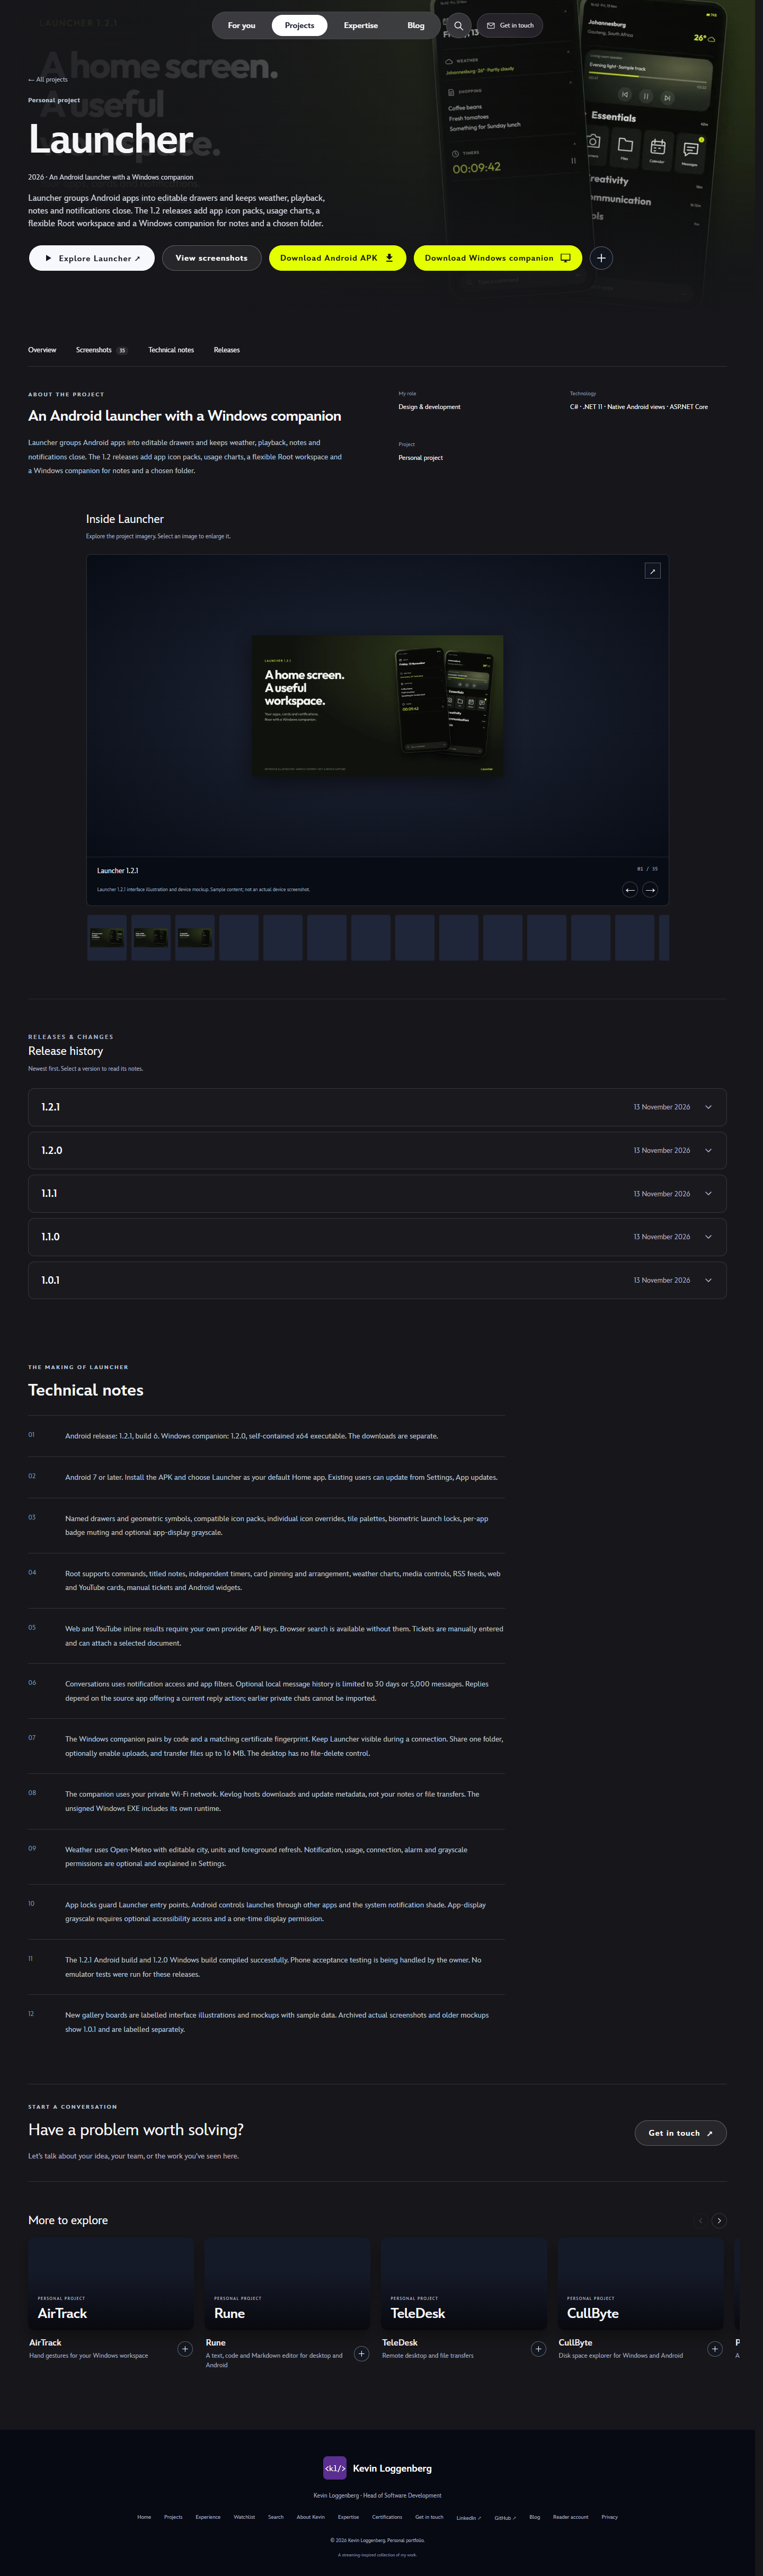 LAUNCHER 1.2.1
For you
Projects
Expertise
Blog
Get in touch
A home screen.
A useful
← All projects
Personal project
Launcher
2026 · An Android launcher with a Windows companion
Launcher groups Android apps into editable drawers and keeps weather, playback,
notes and notifications close. The 1.2 releases add app icon packs, usage charts, a
flexible Root workspace and a Windows companion for notes and a chosen folder.
Explore Launcher ↗
View screenshots
Download Android APK
Download Windows companion
WEATHER
Johannesburg · 26° · Partly cloudy
SHOPPING
Coffee beans
Fresh tomatoes
Something for Sunday lunch
TIMERS
00:09:42
Johannesburg
26°
Evening light · Sample track
Essentials
Files
Calendar
Messages
Overview
Screenshots 35
Technical notes
Releases
ABOUT THE PROJECT
An Android launcher with a Windows companion
Launcher groups Android apps into editable drawers and keeps weather, playback, notes and
notifications close. The 1.2 releases add app icon packs, usage charts, a flexible Root workspace and
a Windows companion for notes and a chosen folder.
My role
Design & development
Technology
C# · .NET 11 · Native Android views · ASP.NET Core
Project
Personal project
Inside Launcher
Explore the project imagery. Select an image to enlarge it.
LAUNCHER 1.2.1
A home screen.
A useful
workspace.
Launcher 1.2.1
01 / 35
Launcher 1.2.1 interface illustration and device mockup. Sample content; not an actual device screenshot.
RELEASES & CHANGES
Release history
Newest first. Select a version to read its notes.
1.2.1
13 November 2026
1.2.0
13 November 2026
1.1.1
13 November 2026
1.1.0
13 November 2026
1.0.1
13 November 2026
THE MAKING OF LAUNCHER
Technical notes
01
Android release: 1.2.1, build 6. Windows companion: 1.2.0, self-contained x64 executable. The downloads are separate.
02
Android 7 or later. Install the APK and choose Launcher as your default Home app. Existing users can update from Settings, App updates.
03
Named drawers and geometric symbols, compatible icon packs, individual icon overrides, tile palettes, biometric launch locks, per-app
badge muting and optional app-display grayscale.
04
Root supports commands, titled notes, independent timers, card pinning and arrangement, weather charts, media controls, RSS feeds, web
and YouTube cards, manual tickets and Android widgets.
05
Web and YouTube inline results require your own provider API keys. Browser search is available without them. Tickets are manually entered
and can attach a selected document.
06
Conversations uses notification access and app filters. Optional local message history is limited to 30 days or 5,000 messages. Replies
depend on the source app offering a current reply action; earlier private chats cannot be imported.
07
The Windows companion pairs by code and a matching certificate fingerprint. Keep Launcher visible during a connection. Share one folder,
optionally enable uploads, and transfer files up to 16 MB. The desktop has no file-delete control.
08
The companion uses your private Wi-Fi network. Kevlog hosts downloads and update metadata, not your notes or file transfers. The
unsigned Windows EXE includes its own runtime.
09
Weather uses Open-Meteo with editable city, units and foreground refresh. Notification, usage, connection, alarm and grayscale
permissions are optional and explained in Settings.
10
App locks guard Launcher entry points. Android controls launches through other apps and the system notification shade. App-display
grayscale requires optional accessibility access and a one-time display permission.
11
The 1.2.1 Android build and 1.2.0 Windows build compiled successfully. Phone acceptance testing is being handled by the owner. No
emulator tests were run for these releases.
12
New gallery boards are labelled interface illustrations and mockups with sample data. Archived actual screenshots and older mockups
show 1.0.1 and are labelled separately.
START A CONVERSATION
Have a problem worth solving?
Let's talk about your idea, your team, or the work you've seen here.
Get in touch ↗
More to explore
PERSONAL PROJECT
AirTrack
PERSONAL PROJECT
Rune
PERSONAL PROJECT
TeleDesk
PERSONAL PROJECT
CullByte
AirTrack
Hand gestures for your Windows workspace
Rune
A text, code and Markdown editor for desktop and
Android
TeleDesk
Remote desktop and file transfers
CullByte
Disk space explorer for Windows and Android
<kl/>
Kevin Loggenberg
Kevin Loggenberg · Head of Software Development
Home
Projects
Experience
Watchlist
Search
About Kevin
Expertise
Certifications
Get in touch
LinkedIn ↗
GitHub ↗
Blog
Reader account
Privacy
© 2026 Kevin Loggenberg. Personal portfolio.
A streaming-inspired collection of my work.